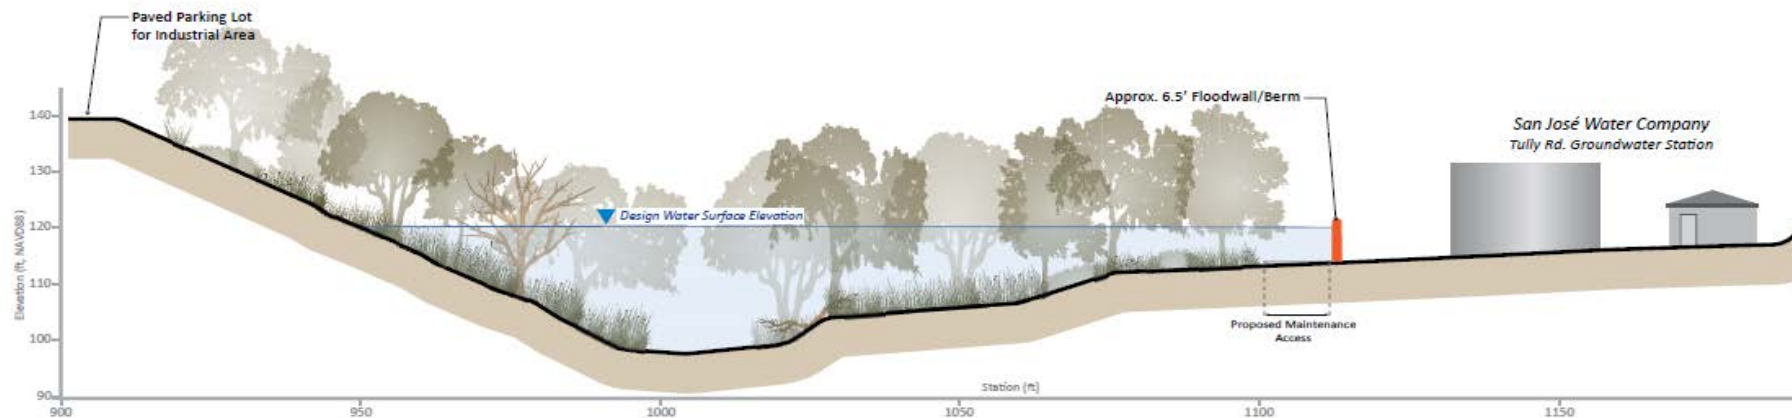 Paved Parking Lot
for Industrial Area
Approx. 6.5' Floodwall/Berm
San José Water Company
Tully Rd. Groundwater Station
Design Water Surface Elevation
Elevation (ft, NAVD88)
140
130
120
110
100
90
Proposed Maintenance
Access
Station (ft)
900
950
1000
1050
1100
1150